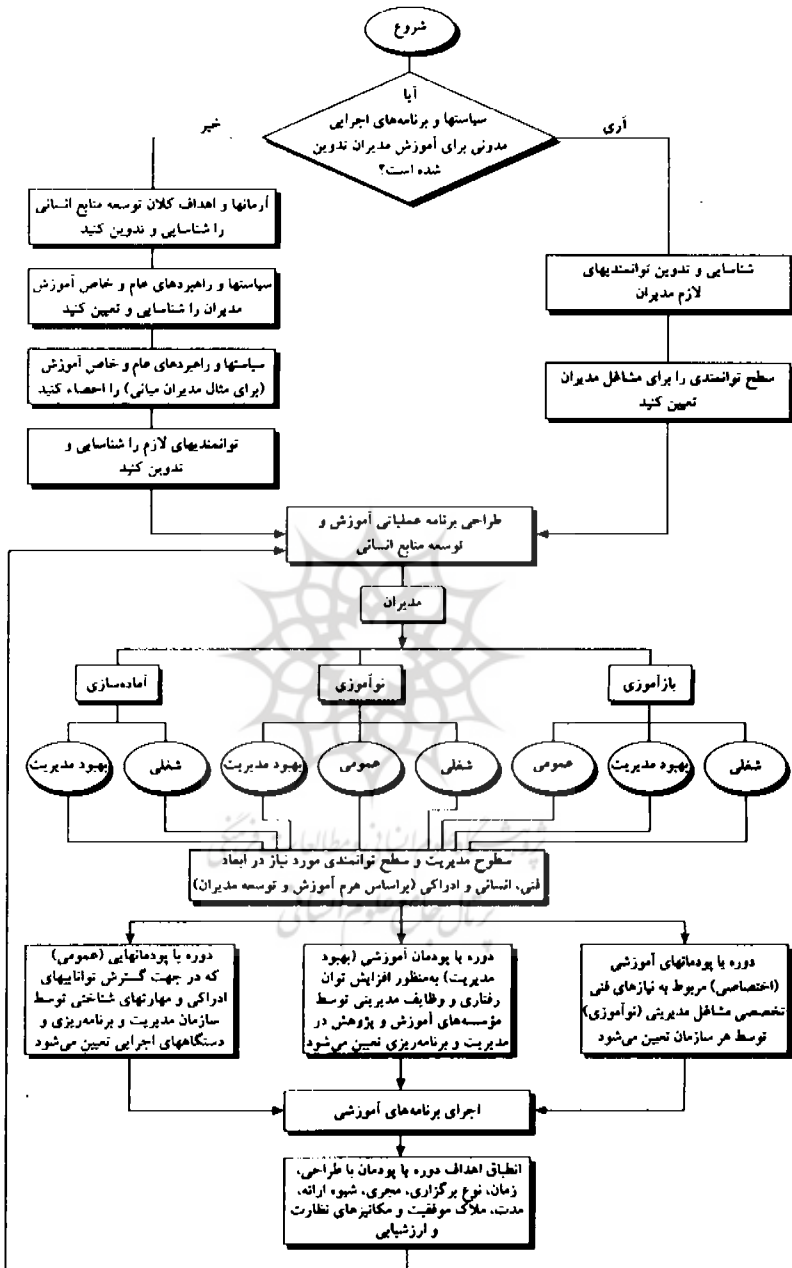 شروع
آیا
سیاستها و برنامه‌های اجرایی
مدونی برای آموزش مدیران تدوین
شده است؟
آری
خیر
شناسایی و تدوین توانمندیهای
لازم مدیران
سطح توانمندی را برای مشاغل مدیران
تعیین کنید
آرمانها و اهداف کلان توسعه منابع انسانی
را شناسایی و تدوین کنید
سیاستها و راهبردهای عام و خاص آموزش
مدیران را شناسایی و تعیین کنید
سیاستها و راهبردهای عام و خاص آموزش
(برای مثال مدیران میانی) را احصاء کنید
توانمندیهای لازم را شناسایی و
تدوین کنید
طراحی برنامه عملیاتی آموزش و
توسعه منابع انسانی
مدیران
بازآموزی
نوآموزی
آماده‌سازی
شغلی
بهبود مدیریت
عمومی
شغلی
عمومی
بهبود مدیریت
شغلی
بهبود مدیریت
پژوهشگاه علوم انسانی و مطالعات فرهنگی
سطوح مدیریت و سطح توانمندی مورد نیاز در ابعاد
فنی، انسانی و ادراکی (براساس هرم آموزش و توسعه مدیران)
پرتال جامع علوم انسانی
دوره یا پودمانهای آموزشی
(اختصاصی) مربوط به نیازهای فنی
تخصصی مشاغل مدیریتی (نوآموزی)
توسط هر سازمان تعیین می‌شود
دوره یا پودمان آموزشی (بهبود
مدیریت) به‌منظور افزایش توان
رفتاری و وظایف مدیریتی توسط
مؤسسه‌های آموزش و پژوهش در
مدیریت و برنامه‌ریزی تعیین می‌شود
دوره یا پودمانهایی (عمومی)
که در جهت گسترش تواناییهای
ادراکی و مهارتهای شناختی توسط
سازمان مدیریت و برنامه‌ریزی و
دستگاههای اجرایی تعیین می‌شود
اجرای برنامه‌های آموزشی
انطباق اهداف دوره یا پودمان با طراحی،
زمان، نوع برگزاری، مجری، شیوه ارائه،
مدت، ملاک موفقیت و مکانیزهای نظارت
و ارزشیابی